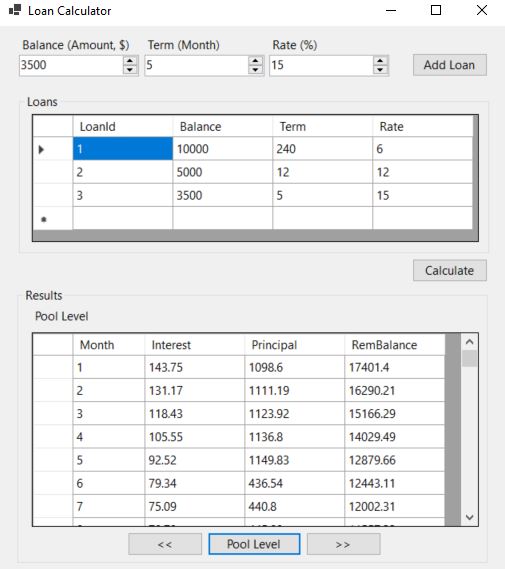 Loan Calculator
Balance (Amount, $) Term (Month) Rate (%)
3500 5 15 Add Loan
Loans
LoanId Balance Term Rate
1 10000 240 6
2 5000 12 12
3 3500 5 15
Calculate
Results
Pool Level
Month Interest Principal RemBalance
1 143.75 1098.6 17401.4
2 131.17 1111.19 16290.21
3 118.43 1123.92 15166.29
4 105.55 1136.8 14029.49
5 92.52 1149.83 12879.66
6 79.34 436.54 12443.11
7 75.09 440.8 12002.31
<< Pool Level >>